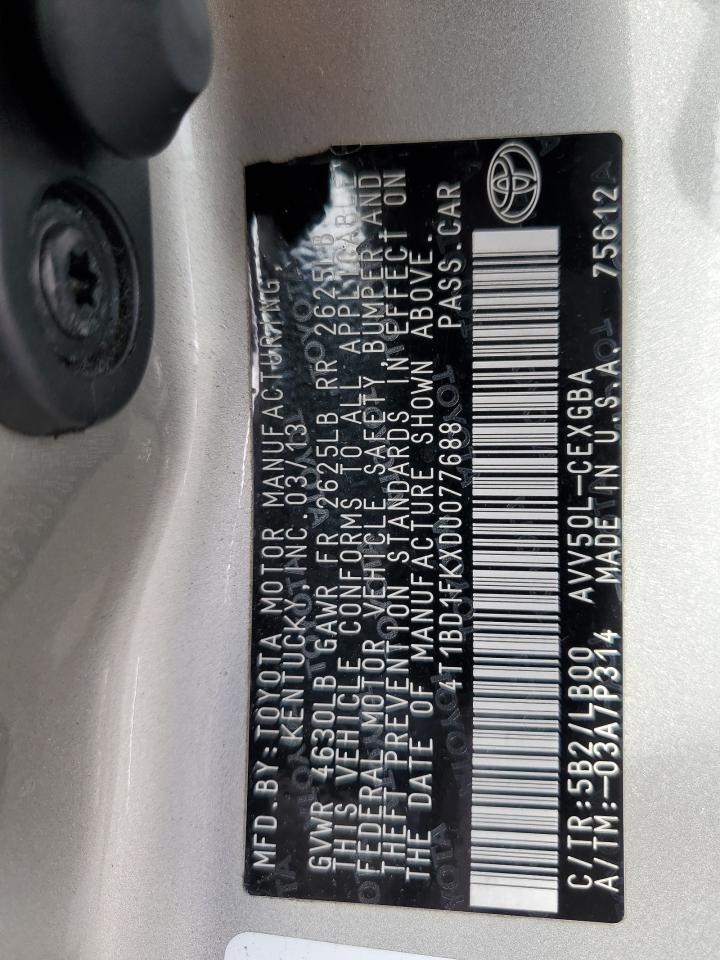 MFD.BY:TOYOTA MOTOR MANUFACTURING,
KENTUCKY,INC. 03/13
GVWR 4630LB GAWR FR 2625LB RR 2625LB
THIS VEHICLE CONFORMS TO ALL APPLICABLE
FEDERAL MOTOR VEHICLE SAFETY,BUMPER,AND
THEFT PREVENTION STANDARDS IN EFFECT ON
THE DATE OF MANUFACTURE SHOWN ABOVE.
4T1BD1FKXDU077688 PASS.CAR
C/TR:5B2/LB00 AVV50L-CEXGBA
A/TM:-03A/P314 MADE IN U.S.A. 75612